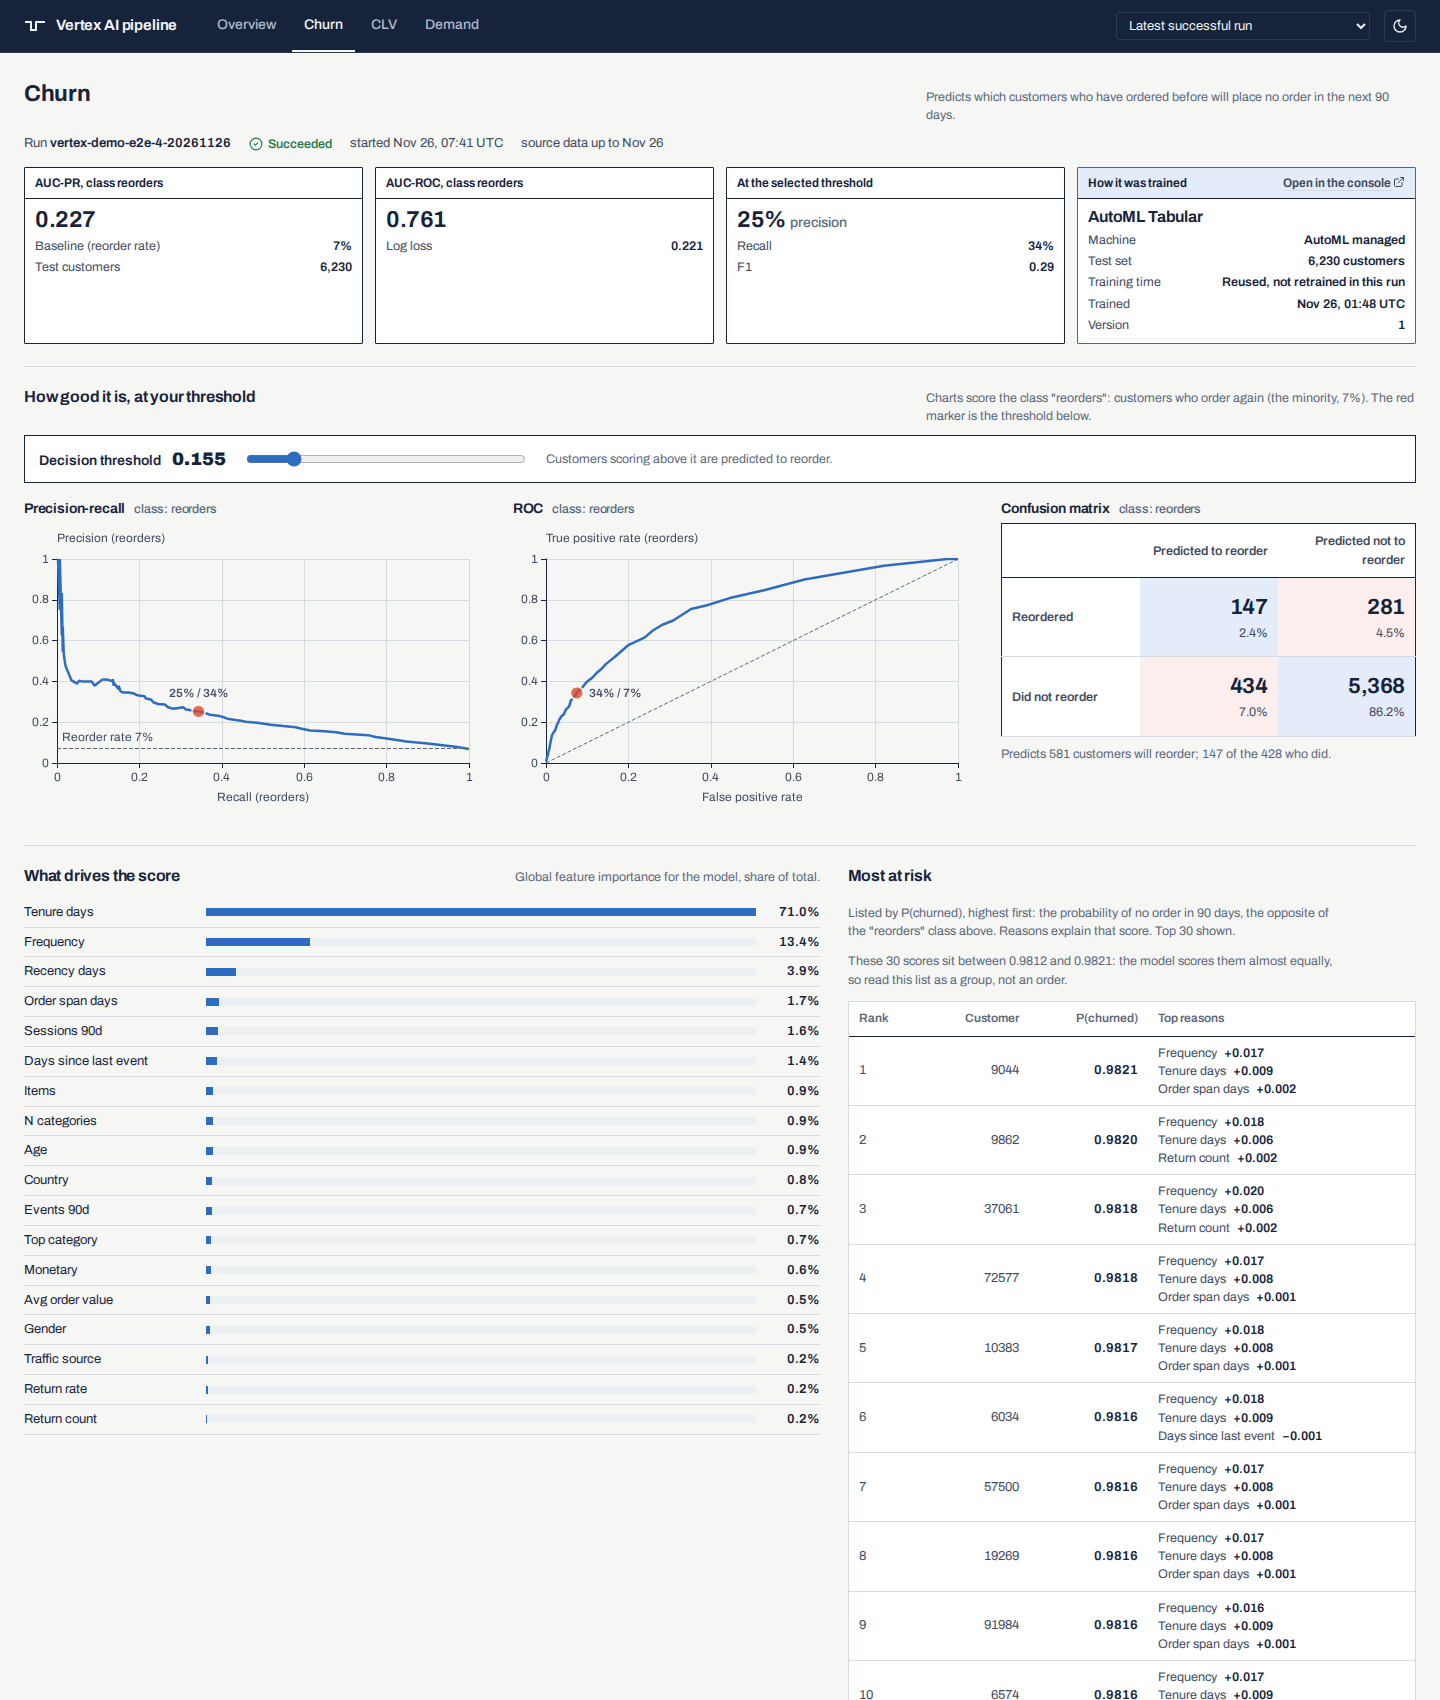 Vertex AI pipeline
Overview
Churn
CLV
Demand
Latest successful run
Churn
Predicts which customers who have ordered before will place no order in the next 90
days.
Run vertex-demo-e2e-4-20261126
Succeeded
started Nov 26, 07:41 UTC
source data up to Nov 26
AUC-PR, class reorders
0.227
Baseline (reorder rate) 7%
Test customers 6,230
AUC-ROC, class reorders
0.761
Log loss 0.221
At the selected threshold
25% precision
Recall 34%
F1 0.29
How it was trained
Open in the console
AutoML Tabular
Machine AutoML managed
Test set 6,230 customers
Training time Reused, not retrained in this run
Trained Nov 26, 01:48 UTC
Version 1
How good it is, at your threshold
Charts score the class "reorders": customers who order again (the minority, 7%). The red
marker is the threshold below.
Decision threshold 0.155
Customers scoring above it are predicted to reorder.
Precision-recall class: reorders
Precision (reorders)
1
0.8
0.6
0.4
0.2
0
25% / 34%
Reorder rate 7%
0 0.2 0.4 0.6 0.8 1
Recall (reorders)
ROC class: reorders
True positive rate (reorders)
1
0.8
0.6
0.4
0.2
0
34% / 7%
0 0.2 0.4 0.6 0.8 1
False positive rate
Confusion matrix class: reorders
Predicted to reorder
Predicted not to
reorder
Reordered
147
2.4%
281
4.5%
Did not reorder
434
7.0%
5,368
86.2%
Predicts 581 customers will reorder; 147 of the 428 who did.
What drives the score
Global feature importance for the model, share of total.
Tenure days 71.0%
Frequency 13.4%
Recency days 3.9%
Order span days 1.7%
Sessions 90d 1.6%
Days since last event 1.4%
Items 0.9%
N categories 0.9%
Age 0.9%
Country 0.8%
Events 90d 0.7%
Top category 0.7%
Monetary 0.6%
Avg order value 0.5%
Gender 0.5%
Traffic source 0.2%
Return rate 0.2%
Return count 0.2%
Most at risk
Listed by P(churned), highest first: the probability of no order in 90 days, the opposite of
the "reorders" class above. Reasons explain that score. Top 30 shown.
These 30 scores sit between 0.9812 and 0.9821: the model scores them almost equally,
so read this list as a group, not an order.
Rank Customer P(churned) Top reasons
1 9044 0.9821
Frequency +0.017
Tenure days +0.009
Order span days +0.002
2 9862 0.9820
Frequency +0.018
Tenure days +0.006
Return count +0.002
3 37061 0.9818
Frequency +0.020
Tenure days +0.006
Return count +0.002
4 72577 0.9818
Frequency +0.017
Tenure days +0.008
Order span days +0.001
5 10383 0.9817
Frequency +0.018
Tenure days +0.008
Order span days +0.001
6 6034 0.9816
Frequency +0.018
Tenure days +0.009
Days since last event −0.001
7 57500 0.9816
Frequency +0.017
Tenure days +0.008
Order span days +0.001
8 19269 0.9816
Frequency +0.017
Tenure days +0.008
Order span days +0.001
9 91984 0.9816
Frequency +0.016
Tenure days +0.009
Order span days +0.001
10 6574 0.9816
Frequency +0.017
Tenure days +0.009